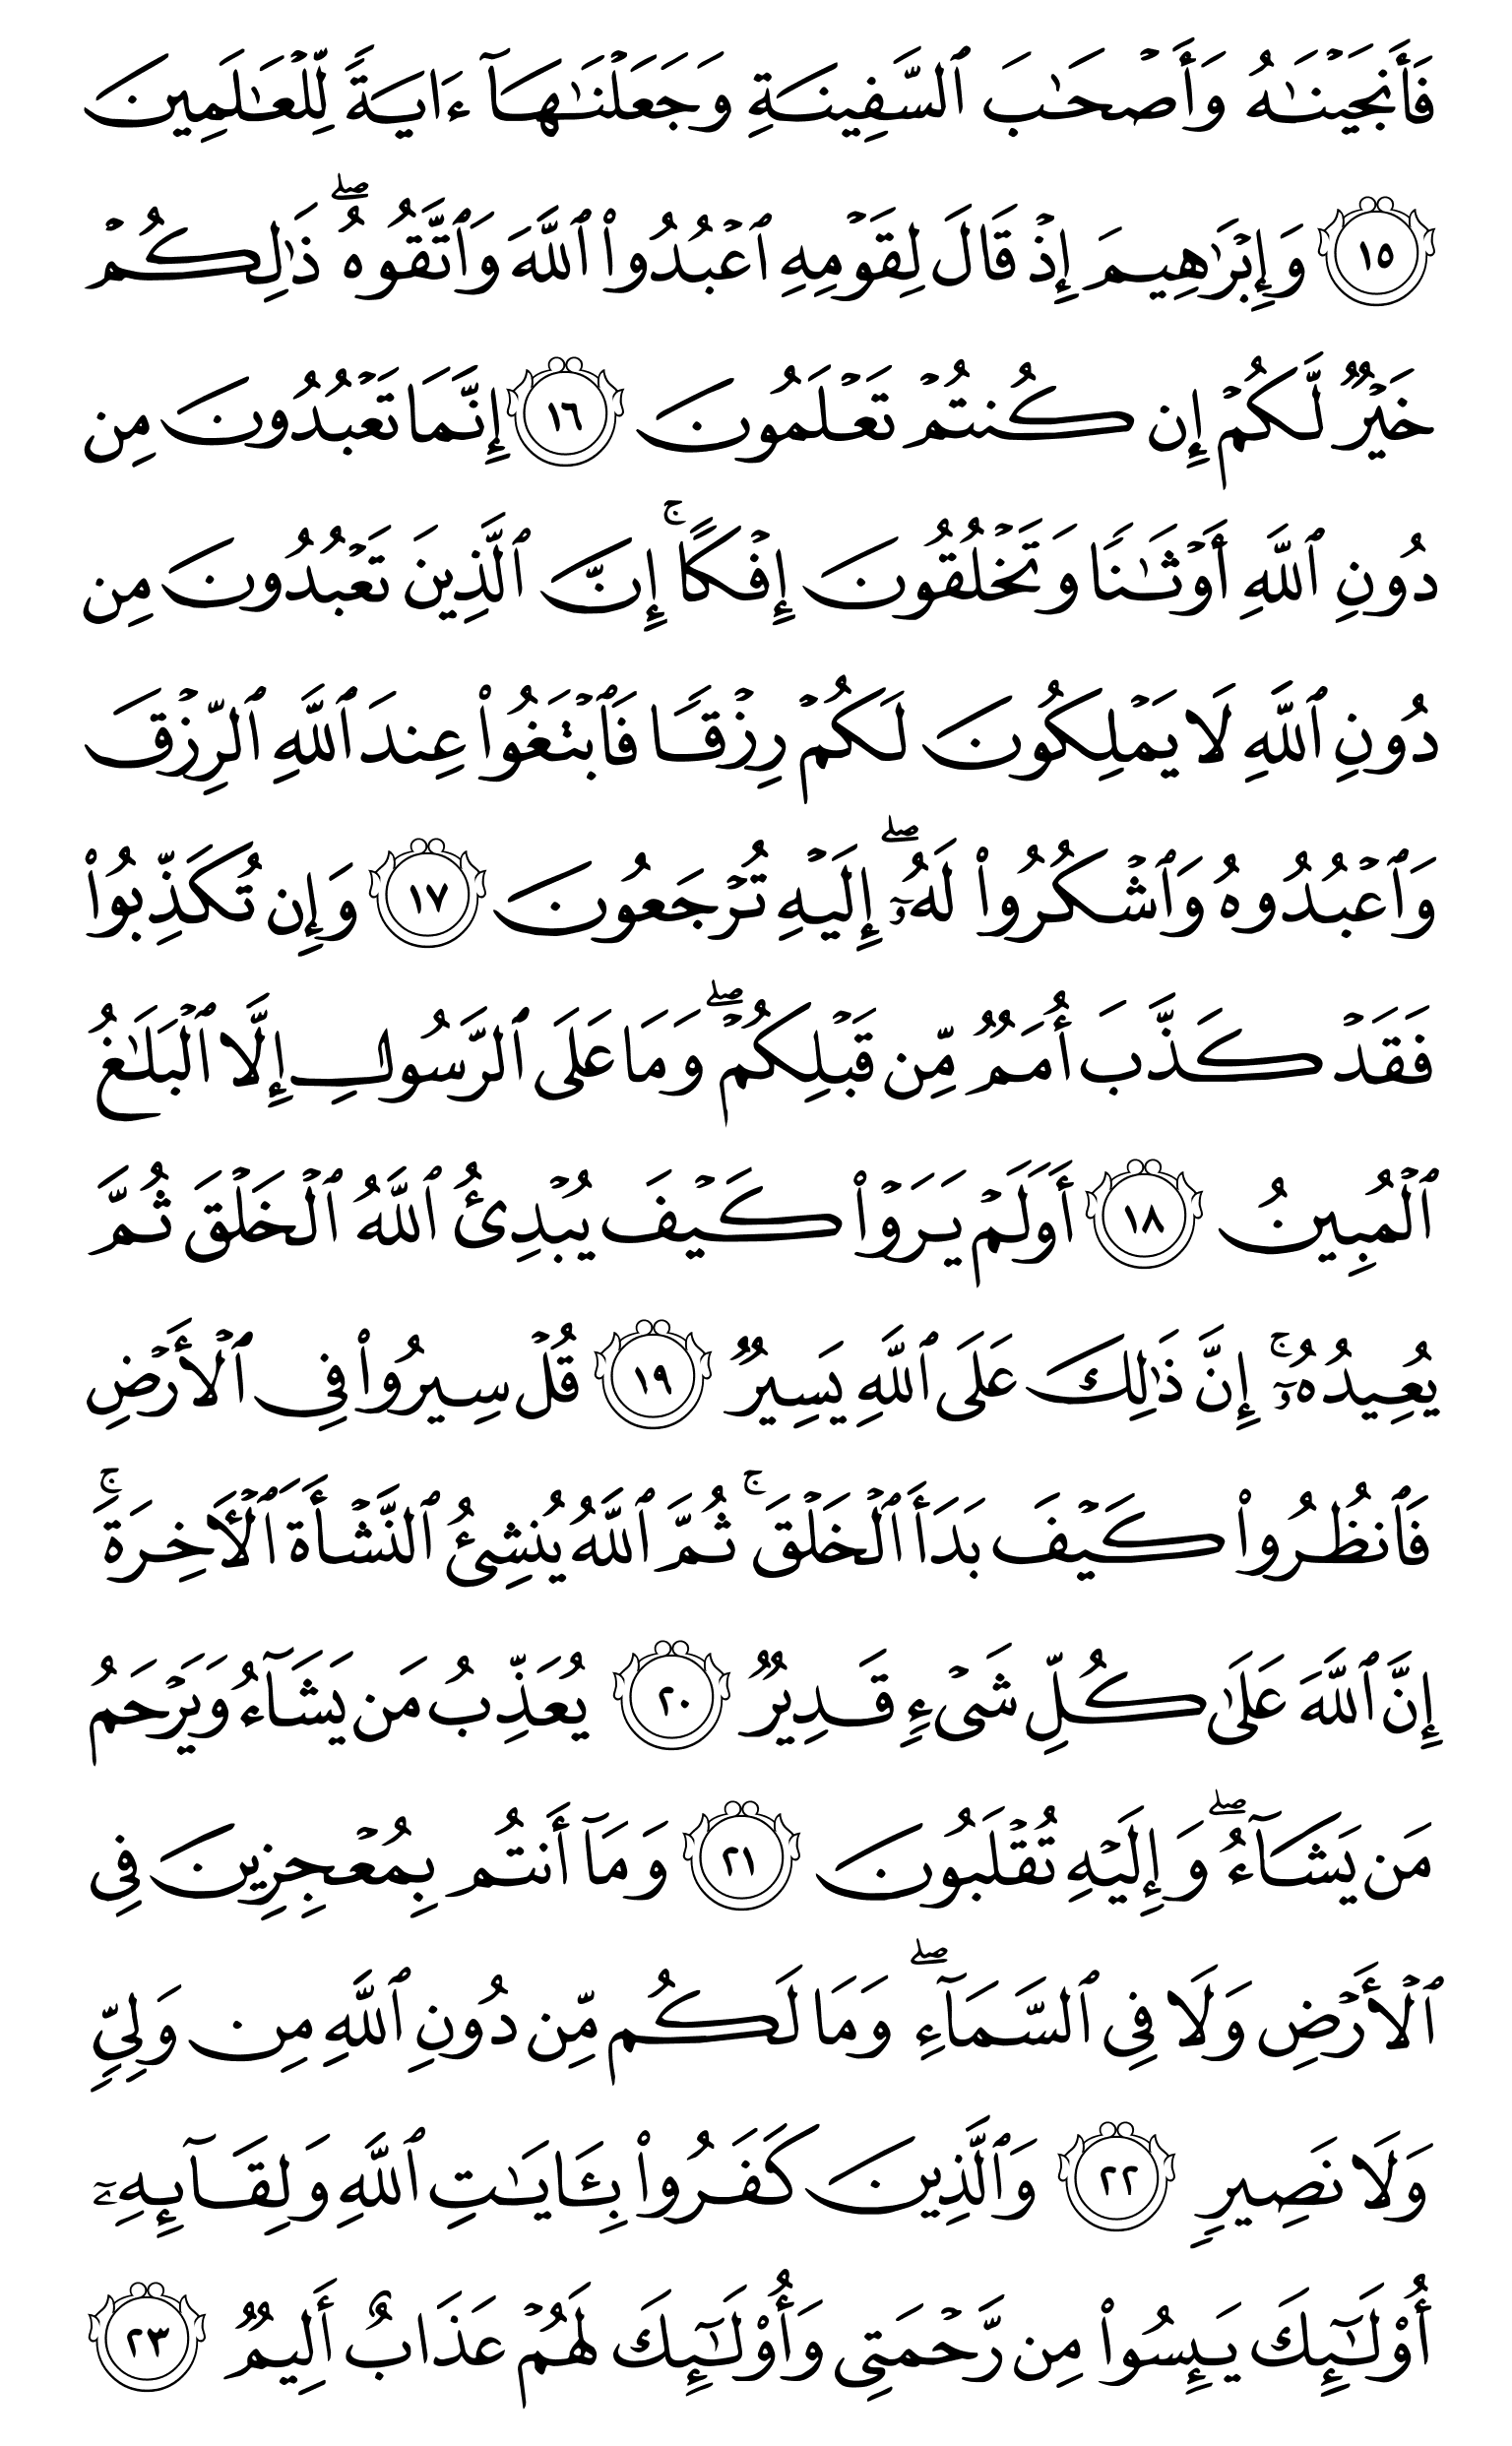 فَأَنجَيۡنَٰهُ وَأَصۡحَٰبَ ٱلسَّفِينَةِ وَجَعَلۡنَٰهَآ ءَايَةٗ لِّلۡعَٰلَمِينَ
١٥ وَإِبۡرَٰهِيمَ إِذۡ قَالَ لِقَوۡمِهِ ٱعۡبُدُواْ ٱللَّهَ وَٱتَّقُوهُۖ ذَٰلِكُمۡ
خَيۡرٞ لَّكُمۡ إِن كُنتُمۡ تَعۡلَمُونَ ١٦ إِنَّمَا تَعۡبُدُونَ مِن
دُونِ ٱللَّهِ أَوۡثَٰنٗا وَتَخۡلُقُونَ إِفۡكًاۚ إِنَّ ٱلَّذِينَ تَعۡبُدُونَ مِن
دُونِ ٱللَّهِ لَا يَمۡلِكُونَ لَكُمۡ رِزۡقٗا فَٱبۡتَغُواْ عِندَ ٱللَّهِ ٱلرِّزۡقَ
وَٱعۡبُدُوهُ وَٱشۡكُرُواْ لَهُۥٓۖ إِلَيۡهِ تُرۡجَعُونَ ١٧ وَإِن تُكَذِّبُواْ
فَقَدۡ كَذَّبَ أُمَمٞ مِّن قَبۡلِكُمۡۖ وَمَا عَلَى ٱلرَّسُولِ إِلَّا ٱلۡبَلَٰغُ
ٱلۡمُبِينُ ١٨ أَوَلَمۡ يَرَوۡاْ كَيۡفَ يُبۡدِئُ ٱللَّهُ ٱلۡخَلۡقَ ثُمَّ
يُعِيدُهُۥٓۚ إِنَّ ذَٰلِكَ عَلَى ٱللَّهِ يَسِيرٞ ١٩ قُلۡ سِيرُواْ فِي ٱلۡأَرۡضِ
فَٱنظُرُواْ كَيۡفَ بَدَأَ ٱلۡخَلۡقَۚ ثُمَّ ٱللَّهُ يُنشِئُ ٱلنَّشۡأَةَ ٱلۡأٓخِرَةَۚ
إِنَّ ٱللَّهَ عَلَىٰ كُلِّ شَيۡءٖ قَدِيرٞ ٢٠ يُعَذِّبُ مَن يَشَآءُ وَيَرۡحَمُ
مَن يَشَآءُۖ وَإِلَيۡهِ تُقۡلَبُونَ ٢١ وَمَآ أَنتُم بِمُعۡجِزِينَ فِي
ٱلۡأَرۡضِ وَلَا فِي ٱلسَّمَآءِۖ وَمَا لَكُم مِّن دُونِ ٱللَّهِ مِن وَلِيّٖ
وَلَا نَصِيرٖ ٢٢ وَٱلَّذِينَ كَفَرُواْ بِـَٔايَٰتِ ٱللَّهِ وَلِقَآئِهِۦٓ
أُوْلَٰٓئِكَ يَئِسُواْ مِن رَّحۡمَتِي وَأُوْلَٰٓئِكَ لَهُمۡ عَذَابٌ أَلِيمٞ ٢٣